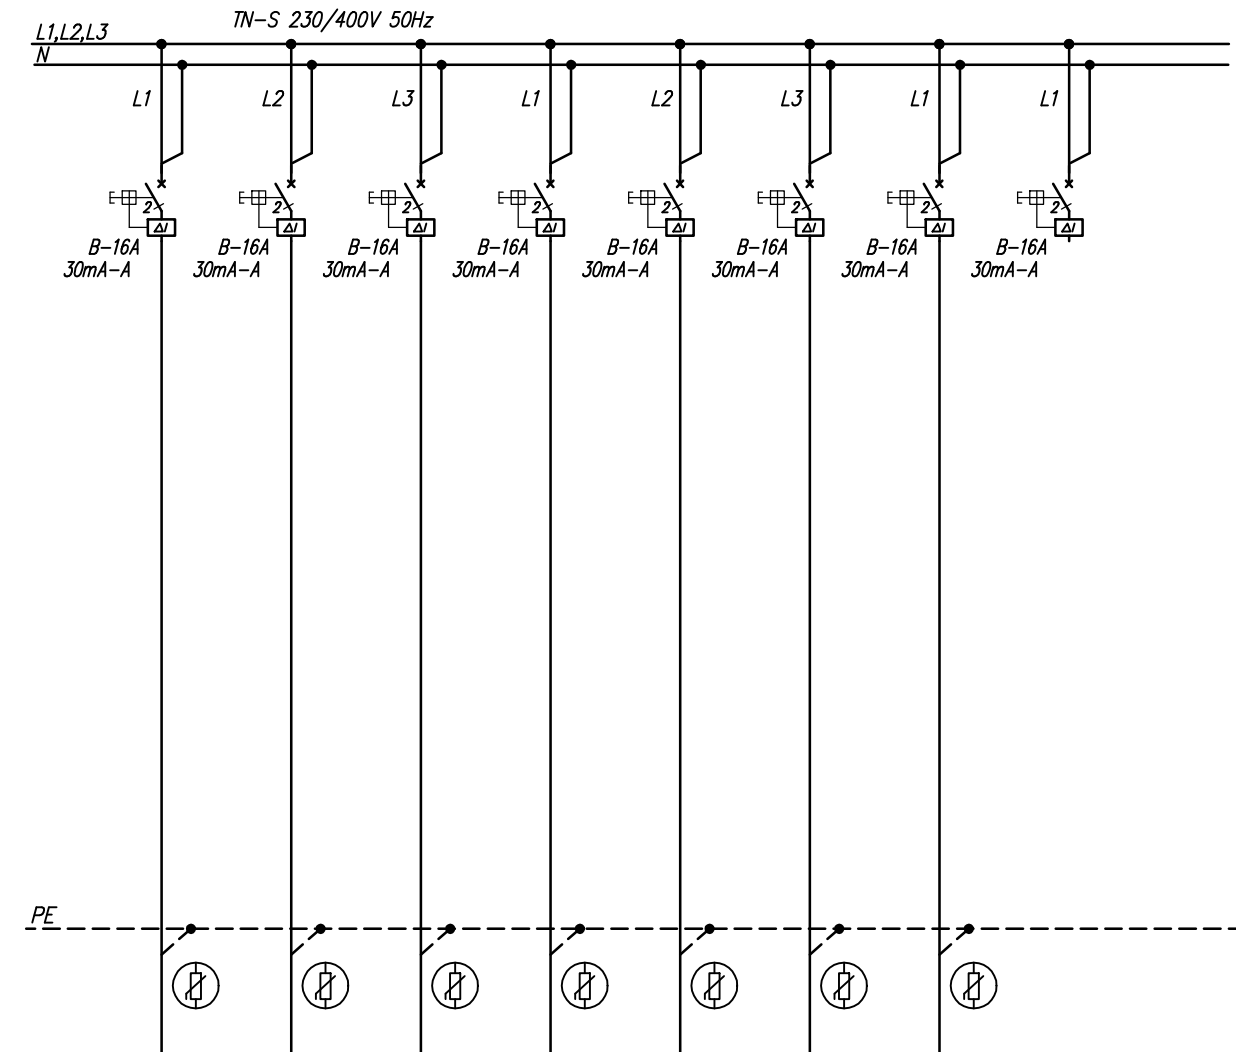 TN-S 230/400V 50Hz
L1,L2,L3
N
L1 L2 L3 L1 L2 L3 L1 L1
2 2 2 2 2 2 2 2
ΔI ΔI ΔI ΔI ΔI ΔI ΔI ΔI
B-16A B-16A B-16A B-16A B-16A B-16A B-16A B-16A
30mA-A 30mA-A 30mA-A 30mA-A 30mA-A 30mA-A 30mA-A 30mA-A
PE